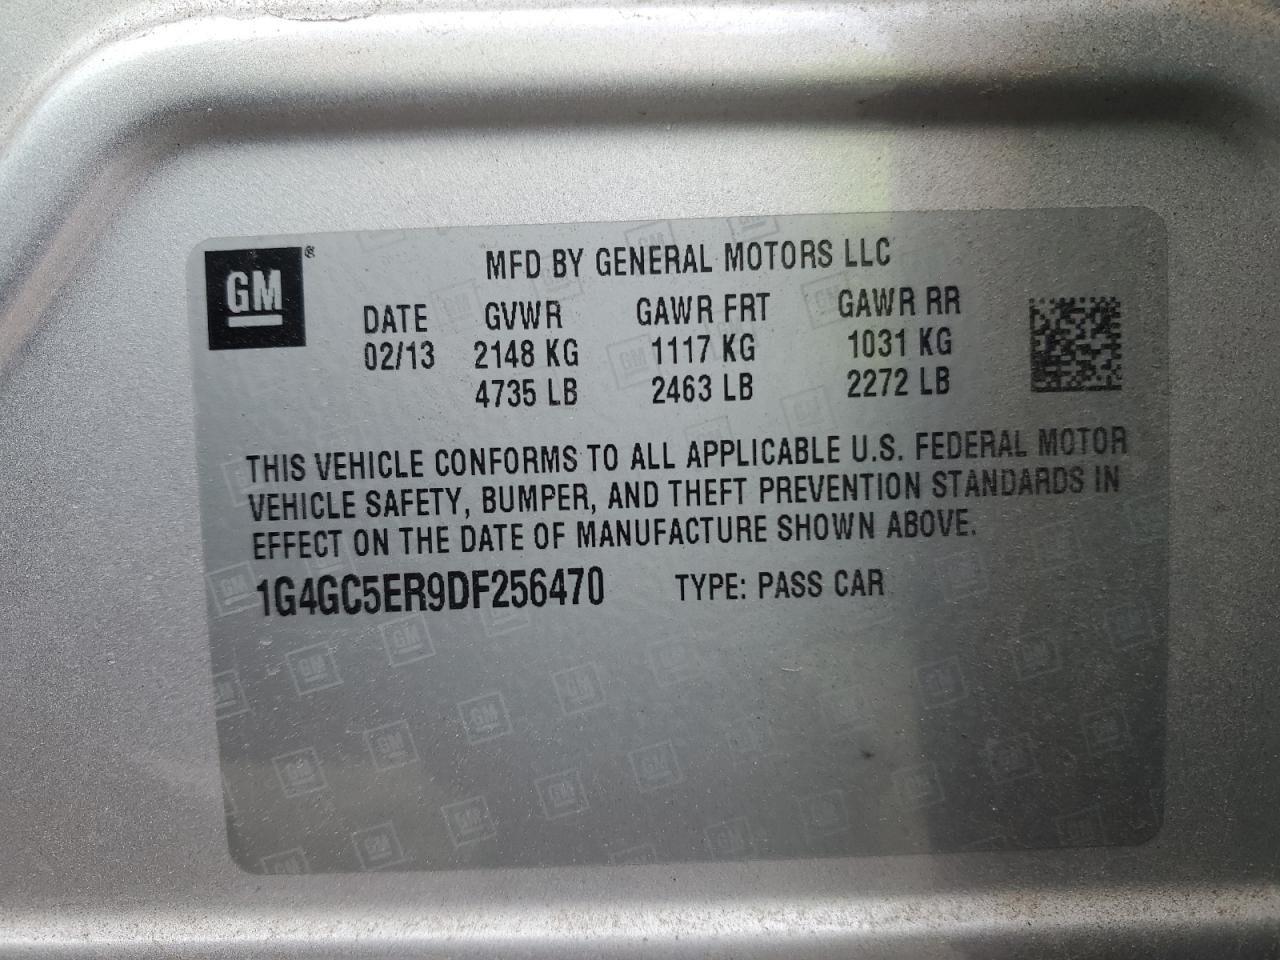 GM®
MFD BY GENERAL MOTORS LLC
DATE GVWR GAWR FRT GAWR RR
02/13 2148 KG 1117 KG 1031 KG
4735 LB 2463 LB 2272 LB
THIS VEHICLE CONFORMS TO ALL APPLICABLE U.S. FEDERAL MOTOR
VEHICLE SAFETY, BUMPER, AND THEFT PREVENTION STANDARDS IN
EFFECT ON THE DATE OF MANUFACTURE SHOWN ABOVE.
1G4GC5ER9DF256470 TYPE: PASS CAR